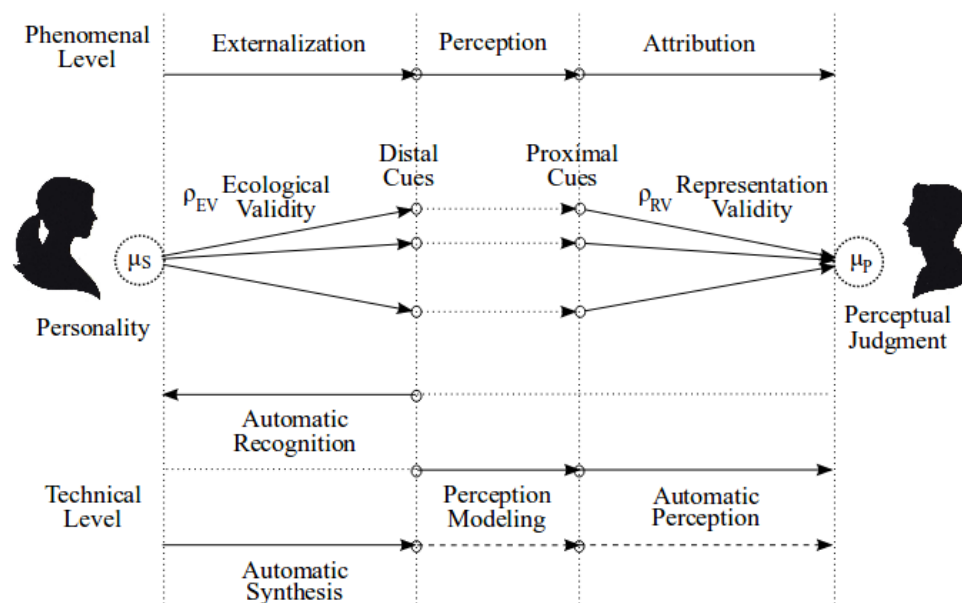 Phenomenal
Level
Externalization
Perception
Attribution
Distal
Cues
Proximal
Cues
ρEV Ecological
Validity
ρRV Representation
Validity
μS
μP
Personality
Perceptual
Judgment
Automatic
Recognition
Technical
Level
Perception
Modeling
Automatic
Perception
Automatic
Synthesis